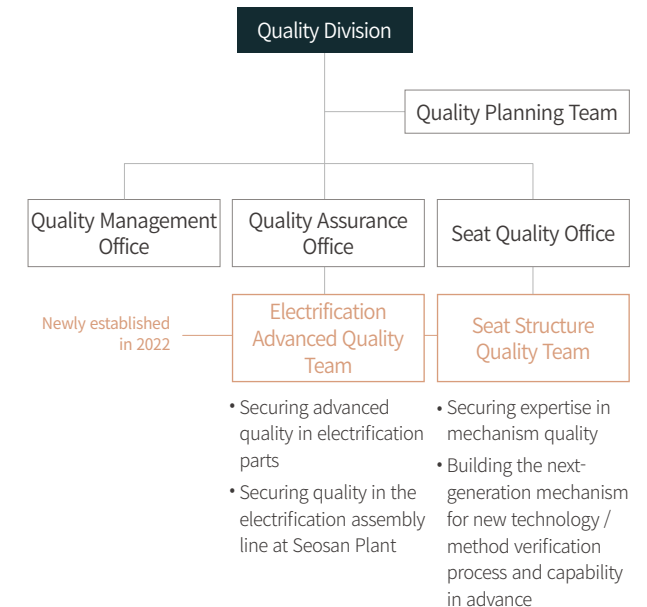 Quality Division
Quality Planning Team
Quality Management
Office
Quality Assurance
Office
Seat Quality Office
Newly established
in 2022
Electrification
Advanced Quality
Team
Seat Structure
Quality Team
• Securing advanced
quality in electrification
parts
• Securing quality in the
electrification assembly
line at Seosan Plant
• Securing expertise in
mechanism quality
• Building the next-
generation mechanism
for new technology /
method verification
process and capability
in advance